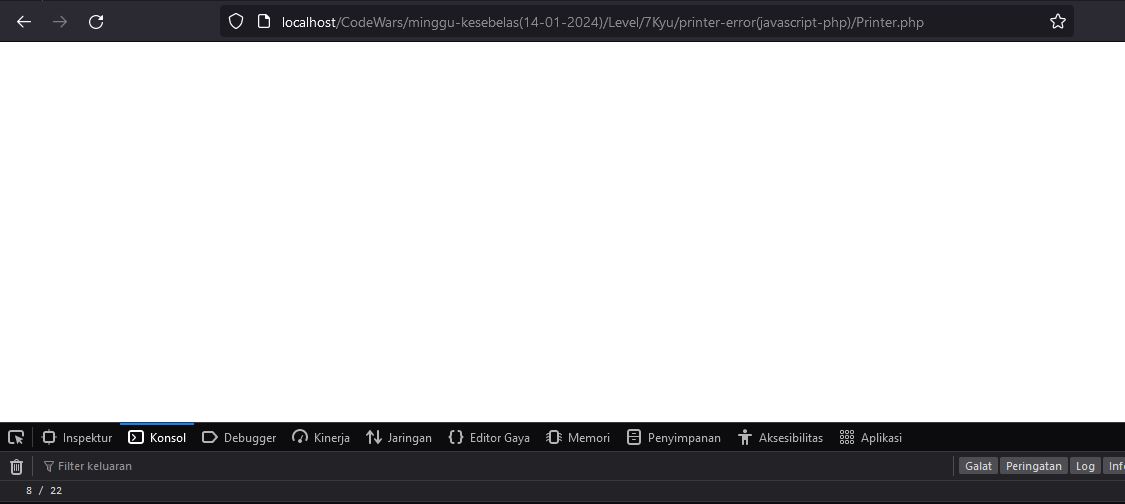 localhost/CodeWars/minggu-kesebelas(14-01-2024)/Level/7Kyu/printer-error(javascript-php)/Printer.php
Inspektur Konsol Debugger Kinerja Jaringan Editor Gaya Memori Penyimpanan Aksesibilitas Aplikasi
Filter keluaran Galat Peringatan Log Info
8 / 22